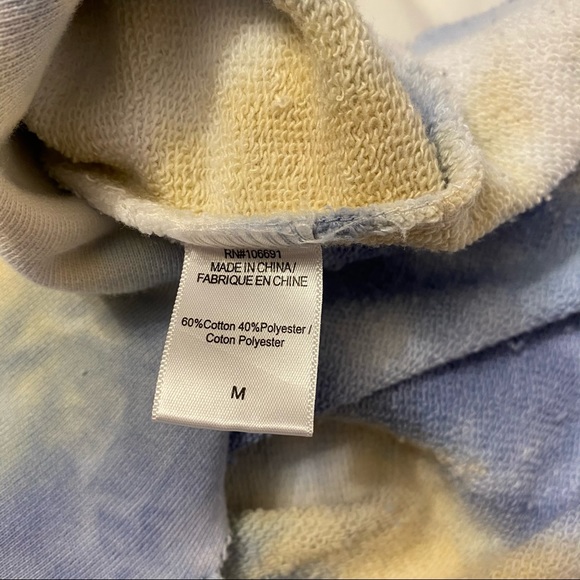 RN#106691
MADE IN CHINA/
FABRIQUE EN CHINE
60%Cotton 40%Polyester /
Coton Polyester
M